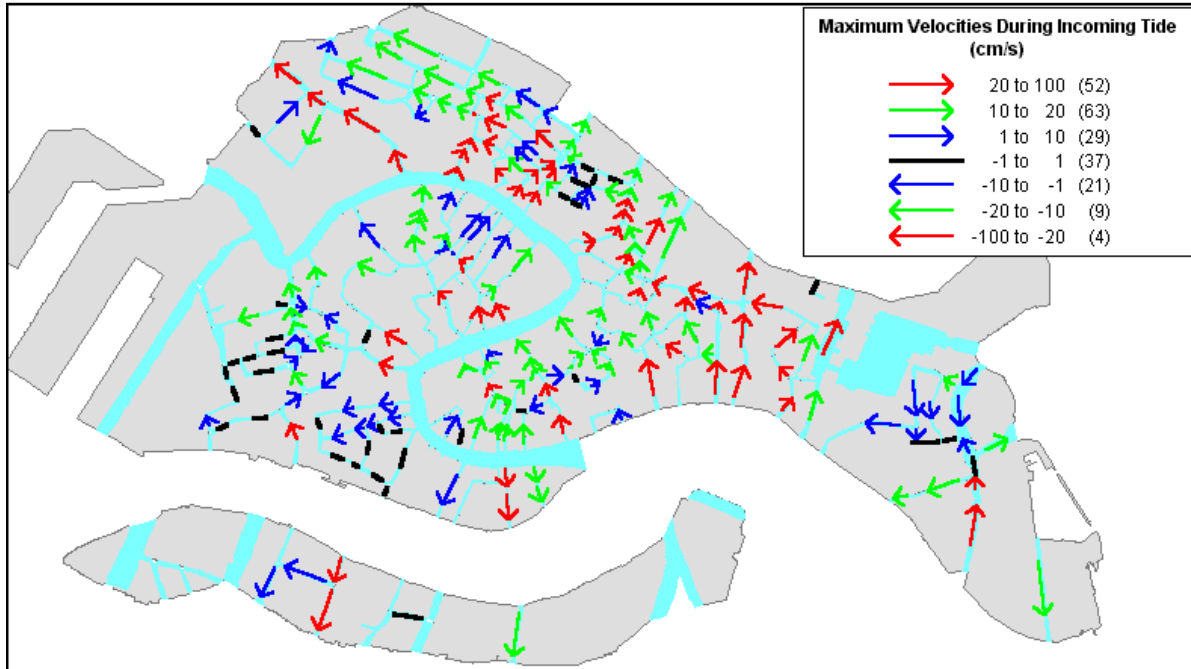 Maximum Velocities During Incoming Tide
(cm/s)
20 to 100 (52)
10 to 20 (63)
1 to 10 (29)
-1 to 1 (37)
-10 to -1 (21)
-20 to -10 (9)
-100 to -20 (4)